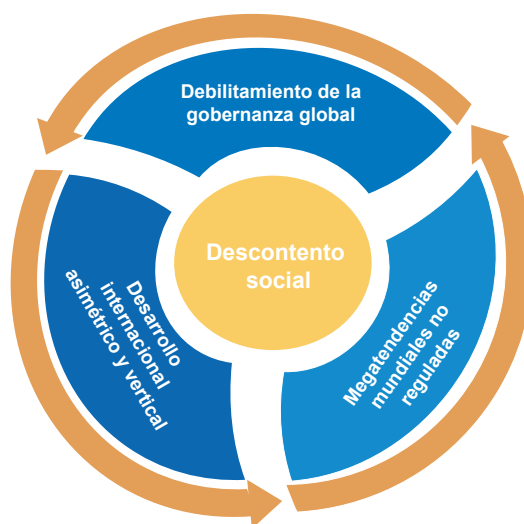 Debilitamiento de la
gobernanza global
Descontento
social
Desarrollo
internacional
asimétrico y vertical
Megatendencias
mundiales no
reguladas